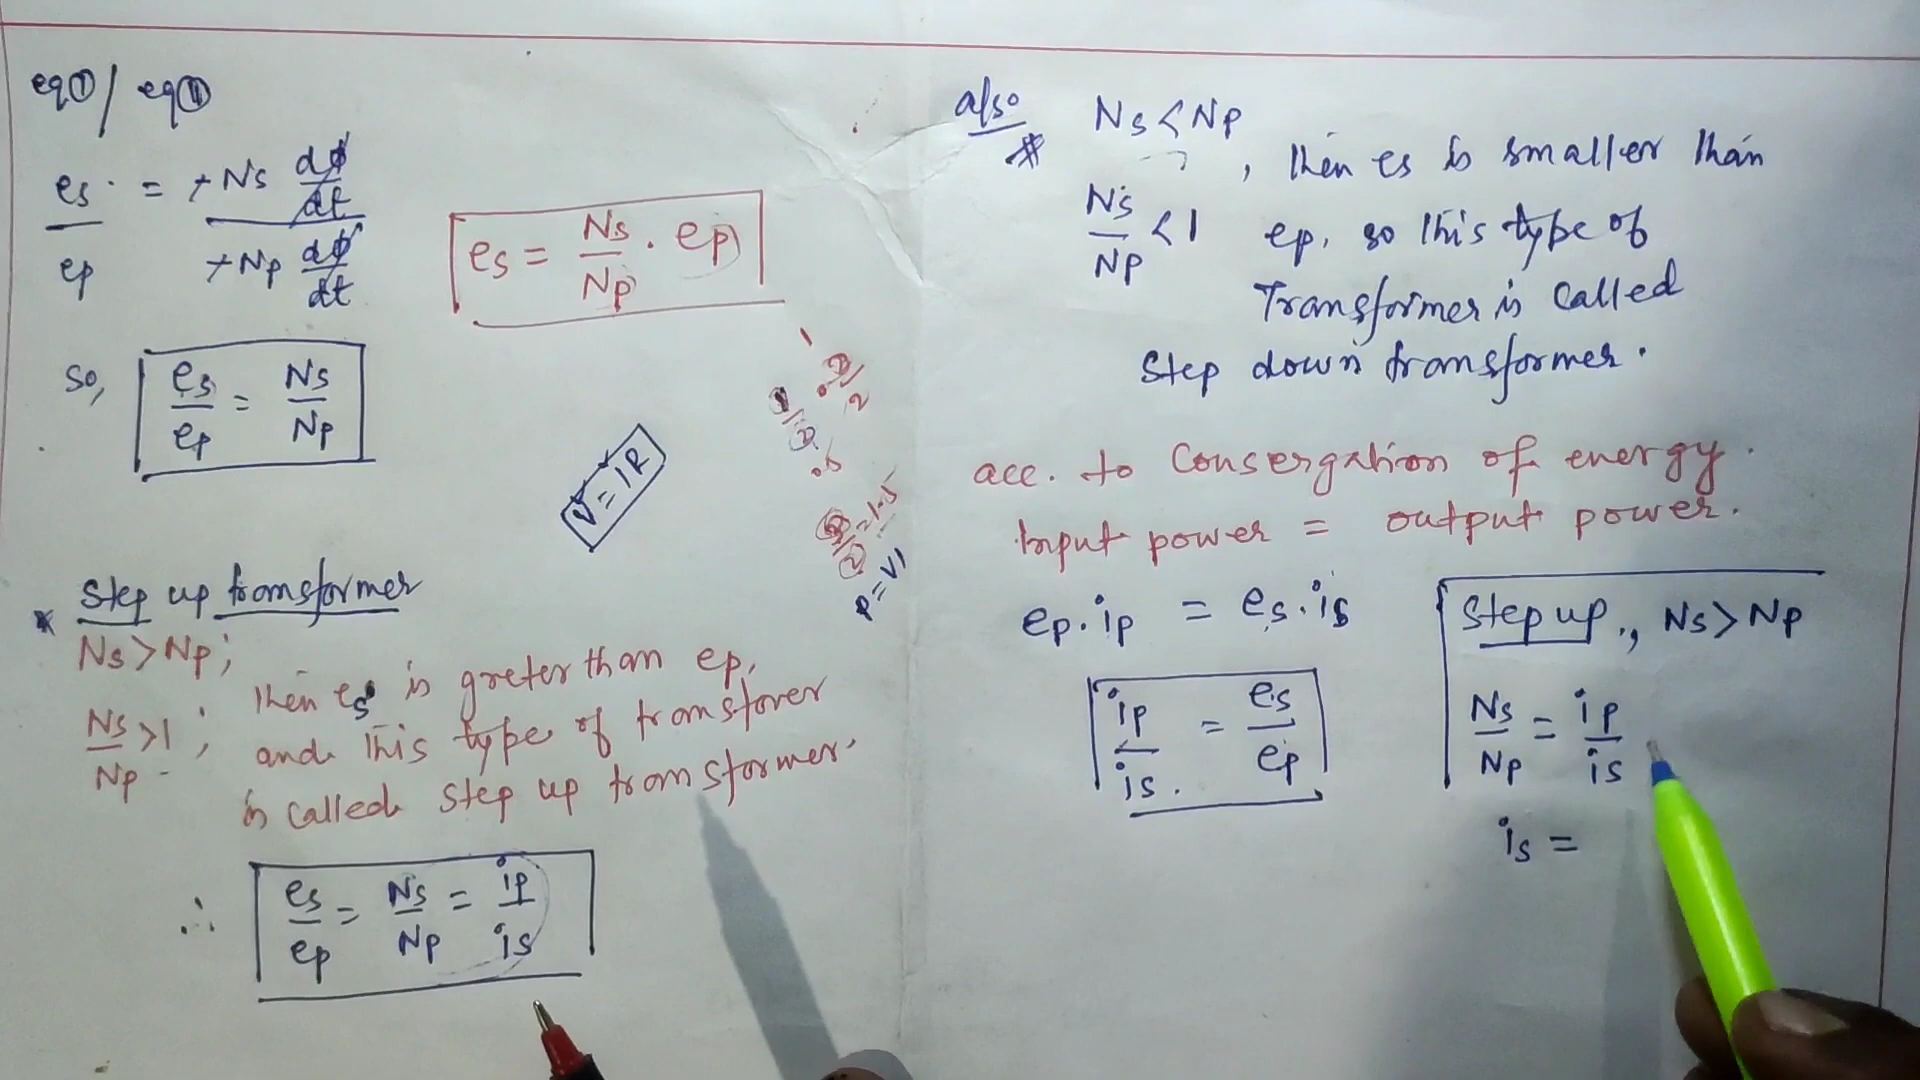 eq① / eq⑪
es = + Ns dϕ/dt
ep + Np dϕ/dt
So, es/ep = Ns/Np
es = Ns/Np . ep
V = IR
P = VI
* Step up transformer
Ns > Np ;
Ns/Np > 1 ; then es is greter than ep,
and this type of transfover
is called step up transformer.
∴ es/ep = Ns/Np = ip/is
also * Ns < Np
Ns/Np < 1 , then es is smaller than
ep, so this type of
Transformer is called
Step down transformer.
acc. to Consergation of energy.
Input power = output power.
ep . ip = es . is
ip/is . = es/ep
Step up ., Ns > Np
Ns/Np = ip/is
is =